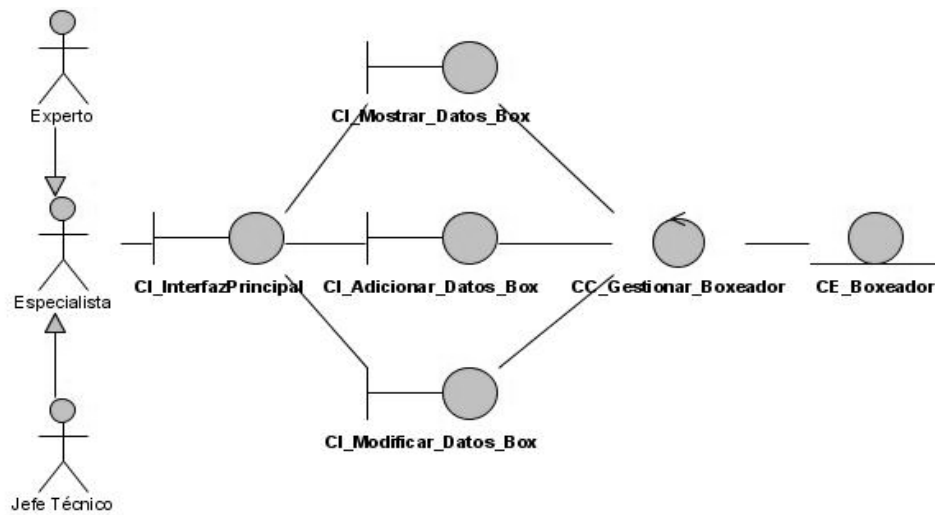 Experto
CI_Mostrar_Datos_Box
Especialista
CI_InterfazPrincipal
CI_Adicionar_Datos_Box
CC_Gestionar_Boxeador
CE_Boxeador
CI_Modificar_Datos_Box
Jefe Técnico